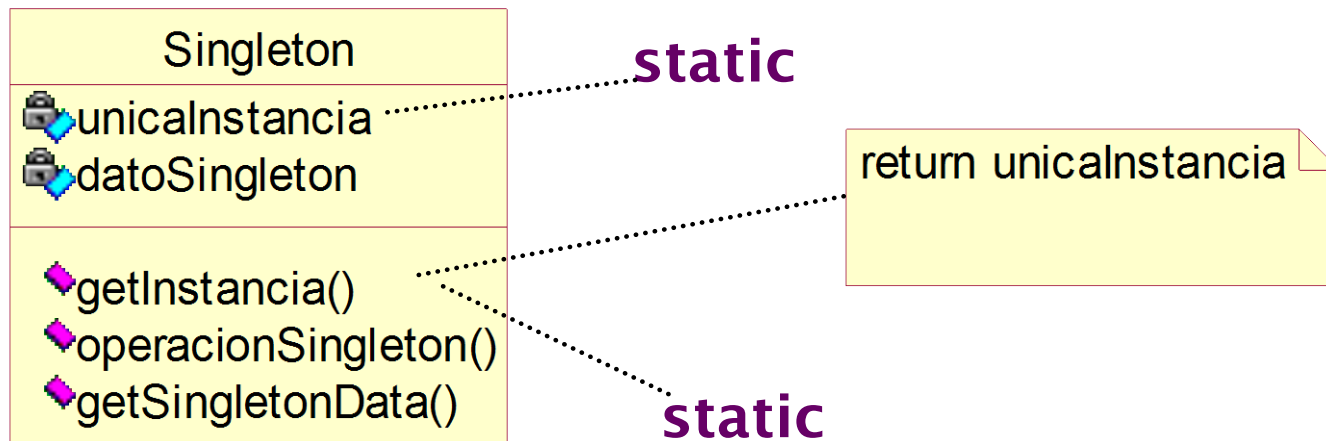 Singleton
static
unicaInstancia
datoSingleton
return unicaInstancia
getInstancia()
operacionSingleton()
getSingletonData()
static